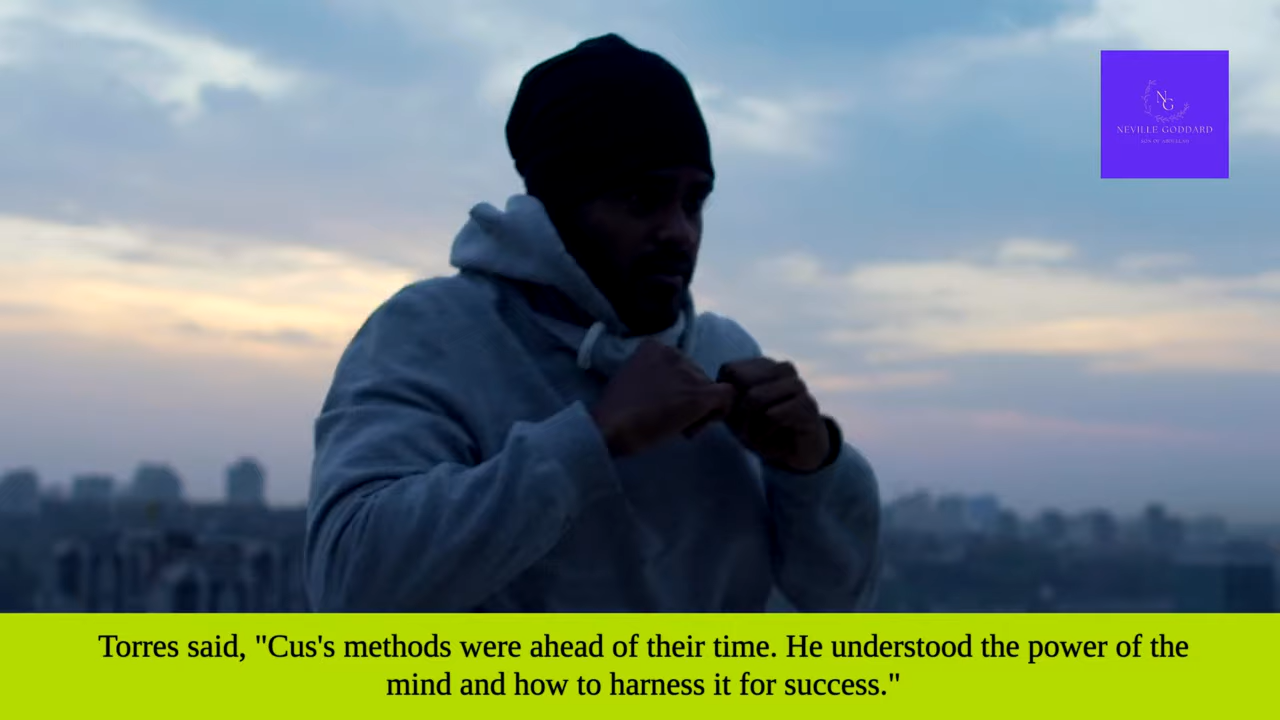 NG
NEVILLE GODDARD
Torres said, "Cus's methods were ahead of their time. He understood the power of the
mind and how to harness it for success."